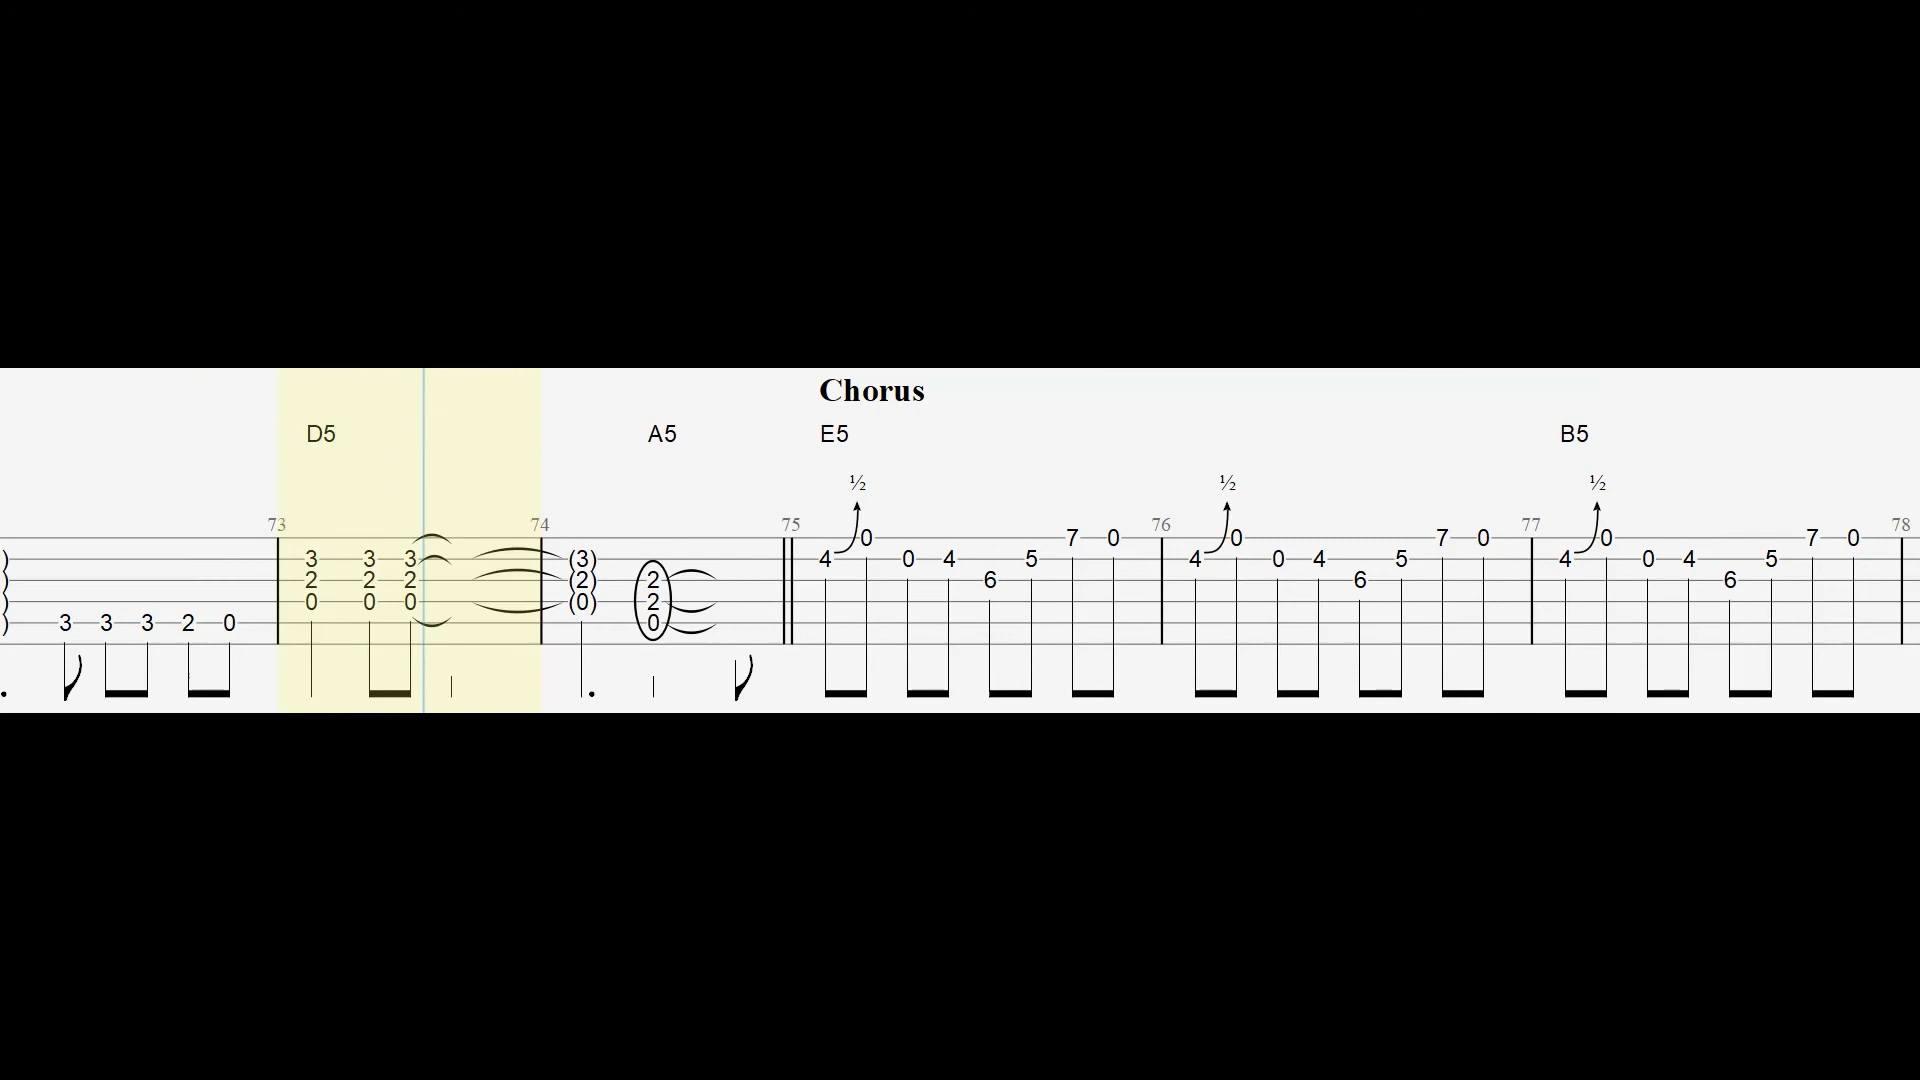 Chorus
D5 A5 E5 B5
½ ½ ½
73 74 75 76 77 78
0 7 0 0 7 0 0 7 0
) 3 3 3 (3) 4 0 4 5 4 0 4 5 4 0 4 5
) 2 2 2 (2) 2 6 6 6
) 0 0 0 (0) 2
) 3 3 3 2 0 0